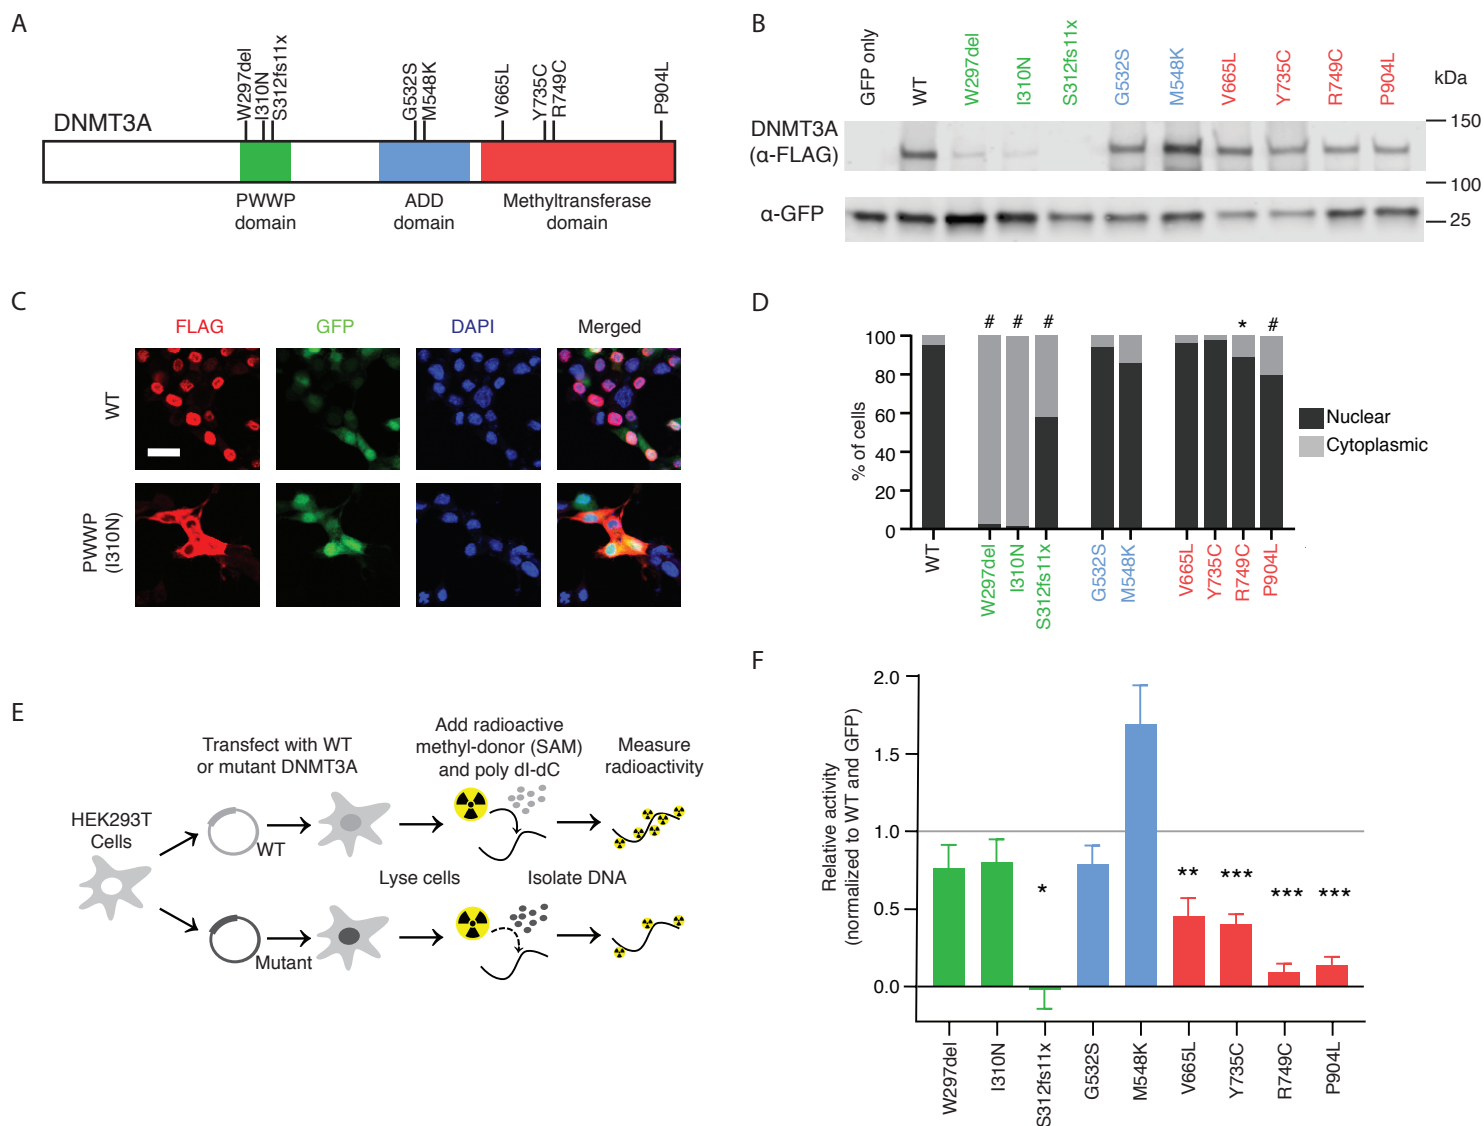 A
W297del
I310N
S312fs11x
G532S
M548K
V665L
Y735C
R749C
P904L
DNMT3A
PWWP
domain
ADD
domain
Methyltransferase
domain
B
GFP only
WT
W297del
I310N
S312fs11x
G532S
M548K
V665L
Y735C
R749C
P904L
kDa
DNMT3A
(α-FLAG)
150
100
α-GFP
25
C
FLAG
GFP
DAPI
Merged
WT
PWWP
(I310N)
D
#
#
#
*
#
100
80
60
40
20
0
% of cells
Nuclear
Cytoplasmic
WT
W297del
I310N
S312fs11x
G532S
M548K
V665L
Y735C
R749C
P904L
E
Transfect with WT
or mutant DNMT3A
Add radioactive
methyl-donor (SAM)
and poly dI-dC
Measure
radioactivity
HEK293T
Cells
WT
Lyse cells
Isolate DNA
Mutant
F
2.0
1.5
1.0
0.5
0.0
Relative activity
(normalized to WT and GFP)
*
**
***
***
***
W297del
I310N
S312fs11x
G532S
M548K
V665L
Y735C
R749C
P904L